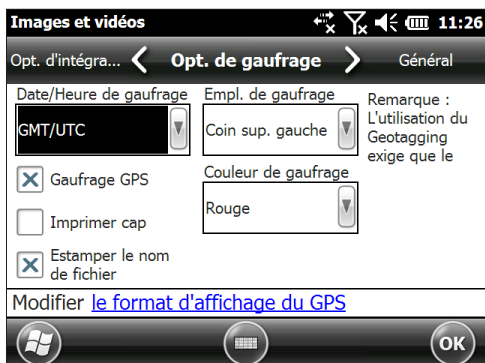 Images et vidéos 11:26
Opt. d'intégra... Opt. de gaufrage Général
Date/Heure de gaufrage
GMT/UTC
Empl. de gaufrage
Coin sup. gauche
Remarque :
L'utilisation du
Geotagging
exige que le
Gaufrage GPS
Imprimer cap
Estamper le nom
de fichier
Couleur de gaufrage
Rouge
Modifier le format d'affichage du GPS
OK